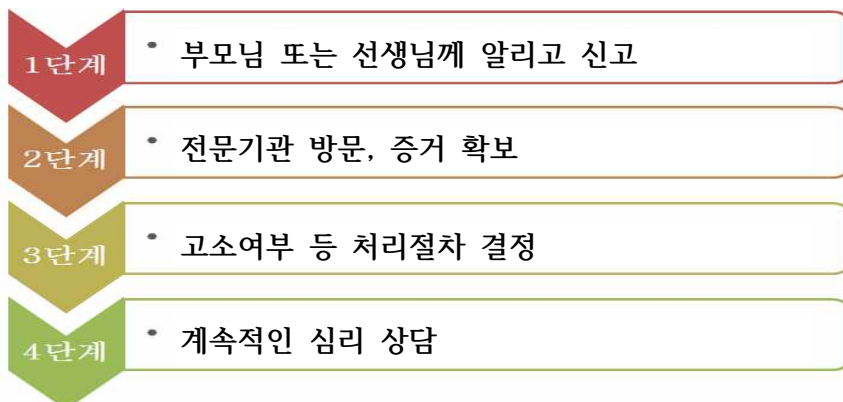 1단계
• 부모님 또는 선생님께 알리고 신고
2단계
• 전문기관 방문, 증거 확보
3단계
• 고소여부 등 처리절차 결정
4단계
• 계속적인 심리 상담